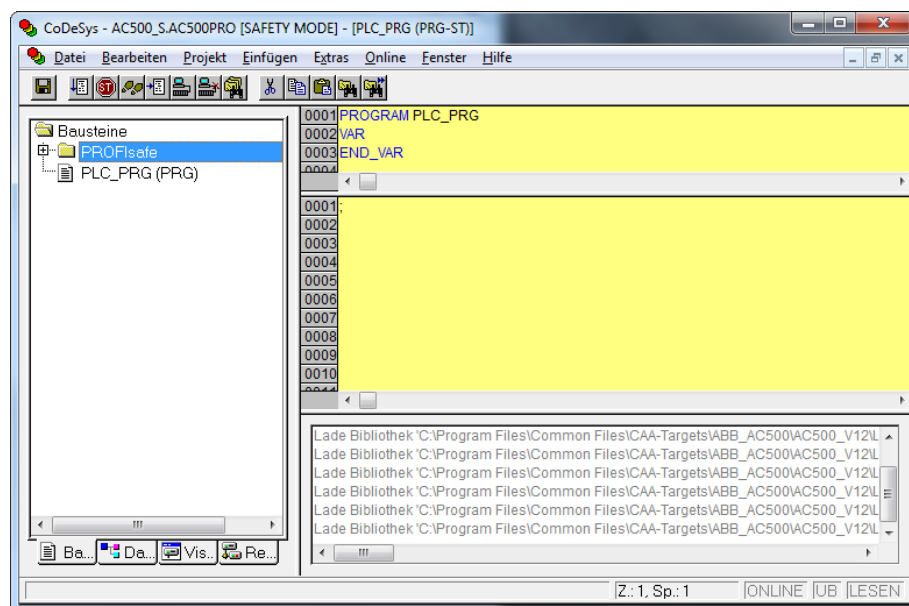 CoDeSys - AC500_S.AC500PRO [SAFETY MODE] - [PLC_PRG (PRG-ST)]
Datei Bearbeiten Projekt Einfügen Extras Online Fenster Hilfe
Bausteine
PROFIsafe
PLC_PRG (PRG)
0001 PROGRAM PLC_PRG
0002 VAR
0003 END_VAR
0004
0001 ;
0002
0003
0004
0005
0006
0007
0008
0009
0010
0011
Lade Bibliothek 'C:\Program Files\Common Files\CAA-Targets\ABB_AC500\AC500_V12\L
Lade Bibliothek 'C:\Program Files\Common Files\CAA-Targets\ABB_AC500\AC500_V12\L
Lade Bibliothek 'C:\Program Files\Common Files\CAA-Targets\ABB_AC500\AC500_V12\L
Lade Bibliothek 'C:\Program Files\Common Files\CAA-Targets\ABB_AC500\AC500_V12\L
Lade Bibliothek 'C:\Program Files\Common Files\CAA-Targets\ABB_AC500\AC500_V12\L
Lade Bibliothek 'C:\Program Files\Common Files\CAA-Targets\ABB_AC500\AC500_V12\L
Ba... Da... Vis... Re...
Z.: 1, Sp.: 1 ONLINE ÜB LESEN